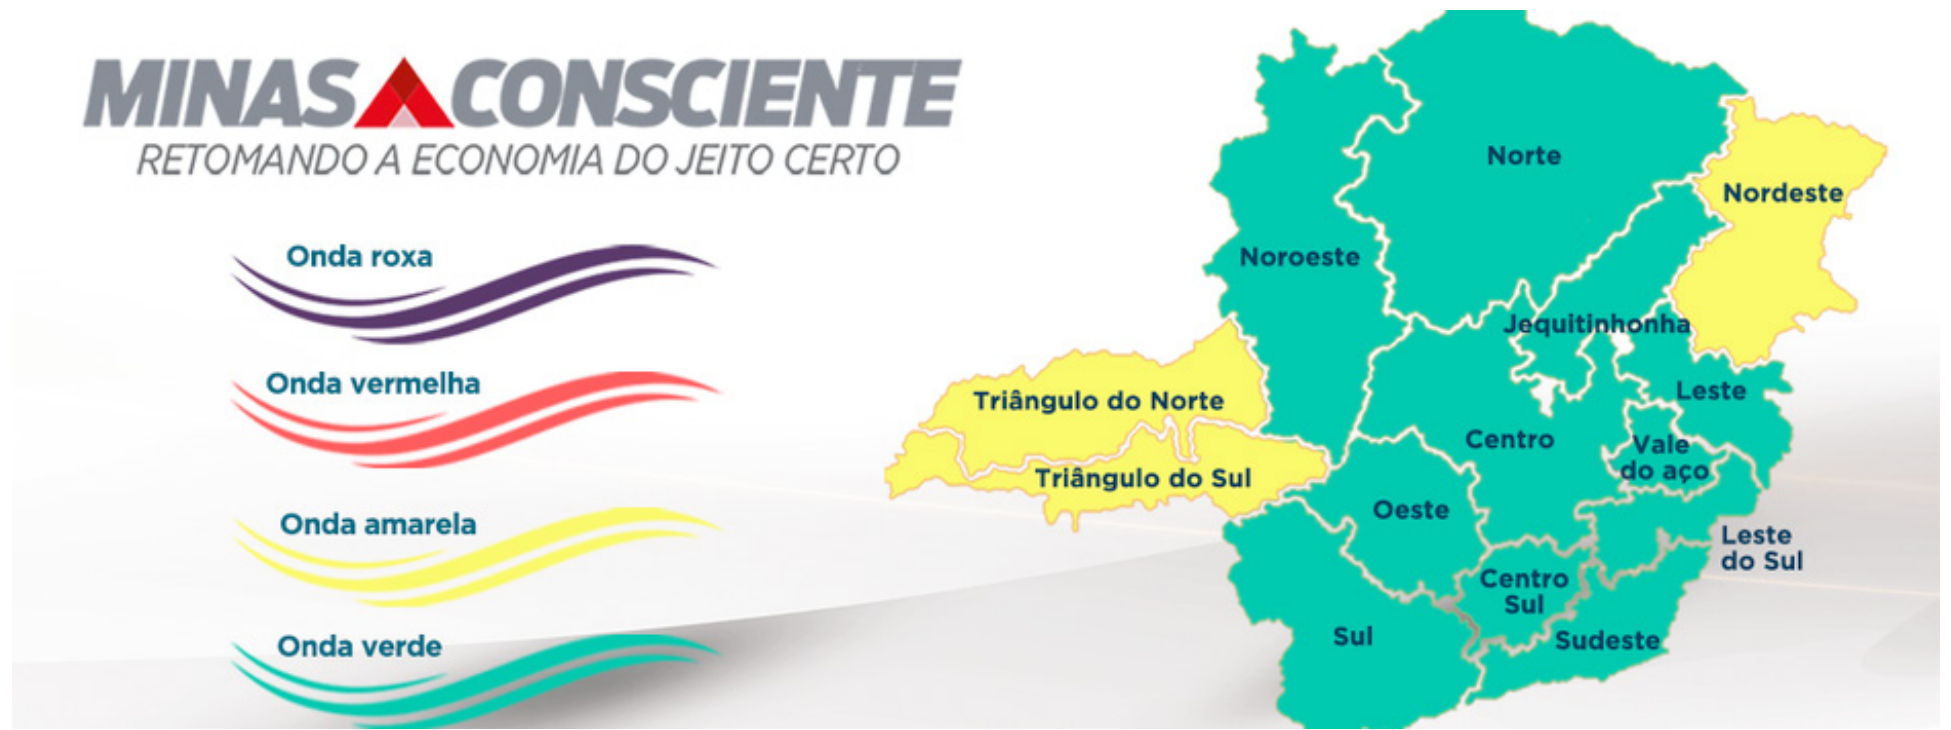 MINAS CONSCIENTE
RETOMANDO A ECONOMIA DO JEITO CERTO
Onda roxa
Onda vermelha
Onda amarela
Onda verde
Norte
Nordeste
Noroeste
Jequitinhonha
Triângulo do Norte
Leste
Centro
Vale
do aço
Triângulo do Sul
Oeste
Leste
do Sul
Centro
Sul
Sul
Sudeste